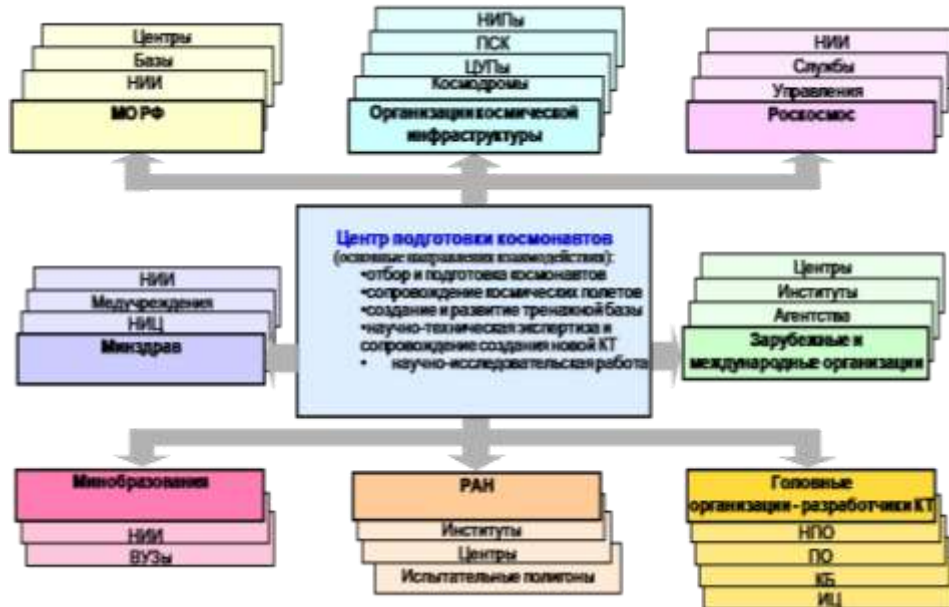 Центры
Базы
НИИ
МО РФ
НИПы
ПСК
ЦУПы
Космодромы
Организации космической
инфраструктуры
НИИ
Службы
Управления
Роскосмос
НИИ
Медучреждения
НИЦ
Минздрав
Центр подготовки космонавтов
(основные направления взаимодействия):
•отбор и подготовка космонавтов
•сопровождение космических полетов
•создание и развитие тренажной базы
•научно-техническая экспертиза и
сопровождение создания новой КТ
• научно-исследовательская работа
Центры
Институты
Агентства
Зарубежные и
международные организации
Минобразования
НИИ
ВУЗы
РАН
Институты
Центры
Испытательные полигоны
Головные
организации - разработчики КТ
НПО
ПО
КБ
ИЦ